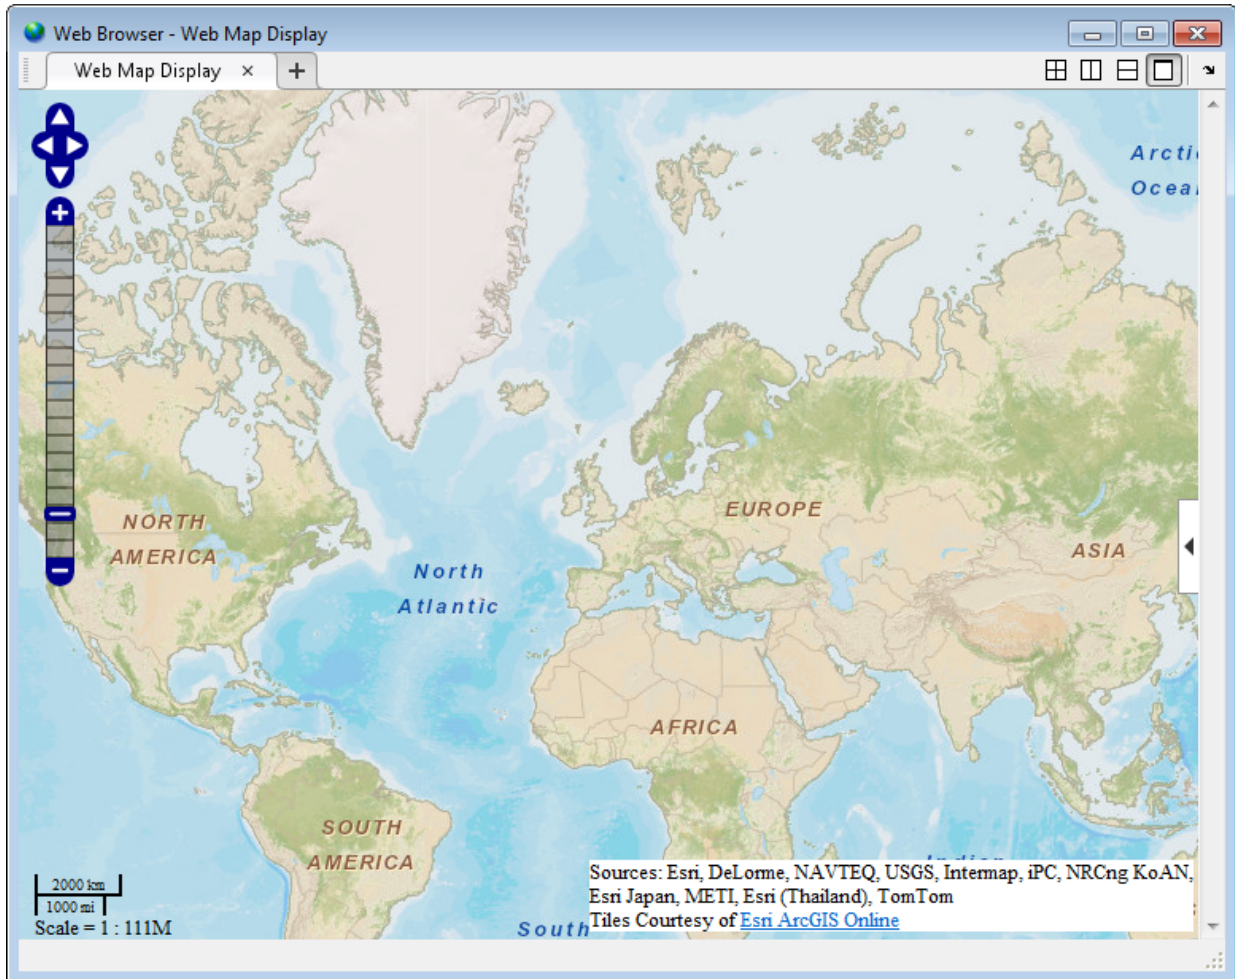 Web Browser - Web Map Display
Web Map Display
Arcti
Ocea
NORTH
AMERICA
EUROPE
ASIA
North
Atlantic
AFRICA
SOUTH
AMERICA
2000 km
1000 mi
Scale = 1 : 111M
South
Sources: Esri, DeLorme, NAVTEQ, USGS, Intermap, iPC, NRCng KoAN,
Esri Japan, METI, Esri (Thailand), TomTom
Tiles Courtesy of Esri ArcGIS Online